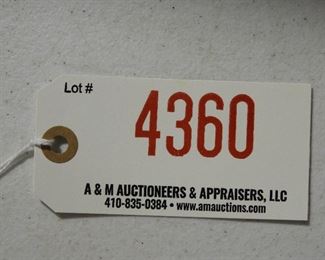 Lot #
4360
A & M AUCTIONEERS & APPRAISERS, LLC
410-835-0384 • www.amauctions.com